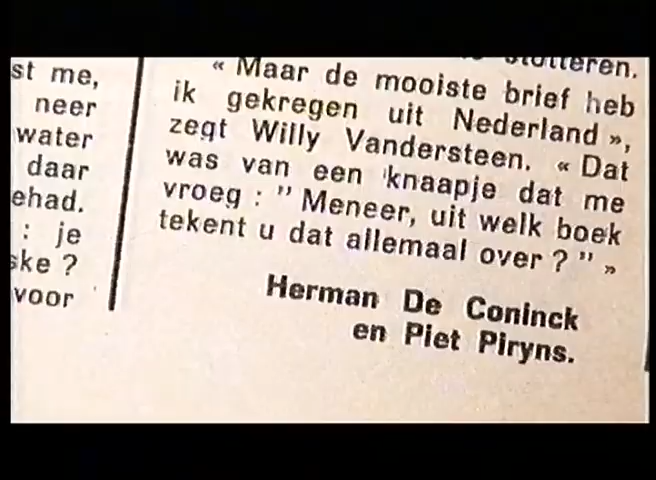 st me,
neer
water
daar
ehad.
: je
ske ?
voor
stotteren.
« Maar de mooiste brief heb
ik gekregen uit Nederland »,
zegt Willy Vandersteen. « Dat
was van een knaapje dat me
vroeg : " Meneer, uit welk boek
tekent u dat allemaal over ? " »
Herman De Coninck
en Piet Piryns.